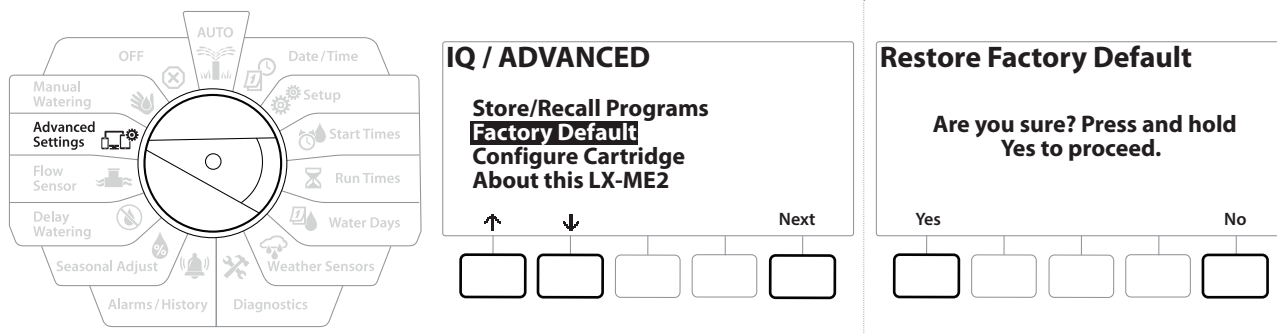 AUTO
OFF
Date / Time
Manual
Watering
Setup
Advanced
Settings
Start Times
Flow
Sensor
Run Times
Delay
Watering
Water Days
Seasonal Adjust
Weather Sensors
Alarms / History
Diagnostics
IQ / ADVANCED
Store/Recall Programs
Factory Default
Configure Cartridge
About this LX-ME2
↑ ↓ Next
Restore Factory Default
Are you sure? Press and hold
Yes to proceed.
Yes No